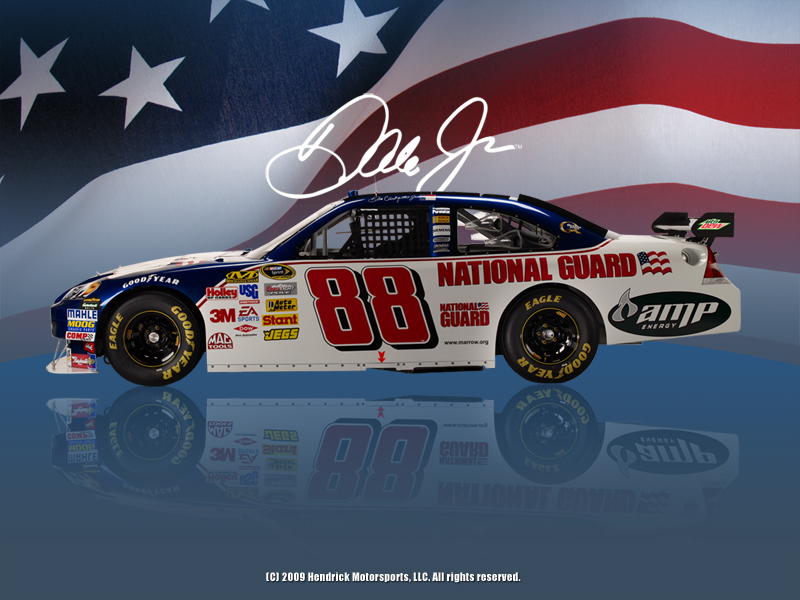 Dale Jr.
TM
MTN DEW
NATIONAL GUARD
88
GOODYEAR
Holley
USG
3M
EA
SPORTS
MAC
TOOLS
Dow
Stant
JEGS
NATIONAL
GUARD
www.marrow.org
amp
ENERGY
MAHLE
MOOG
COMP
EAGLE
GOODYEAR
EAGLE
GOODYEAR
(C) 2009 Hendrick Motorsports, LLC. All rights reserved.